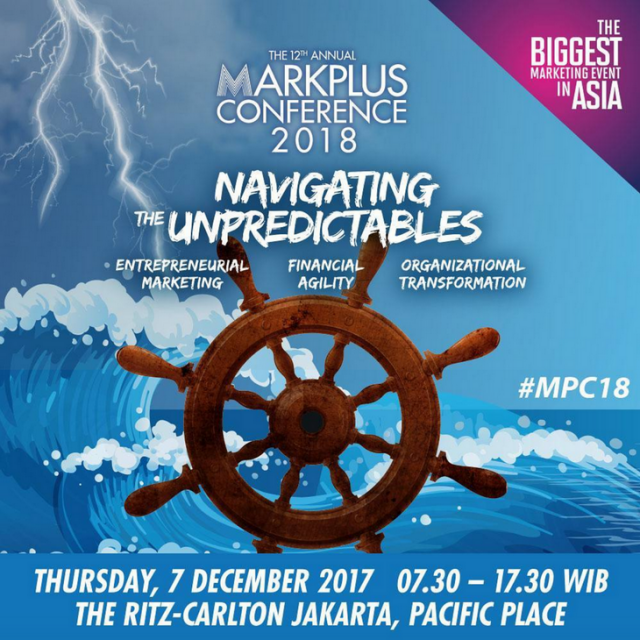 THE 12TH ANNUAL
MARKPLUS
CONFERENCE
2018
THE
BIGGEST
MARKETING EVENT
IN ASIA
NAVIGATING
THE UNPREDICTABLES
ENTREPRENEURIAL
MARKETING
FINANCIAL
AGILITY
ORGANIZATIONAL
TRANSFORMATION
#MPC18
THURSDAY, 7 DECEMBER 2017 07.30 – 17.30 WIB
THE RITZ-CARLTON JAKARTA, PACIFIC PLACE